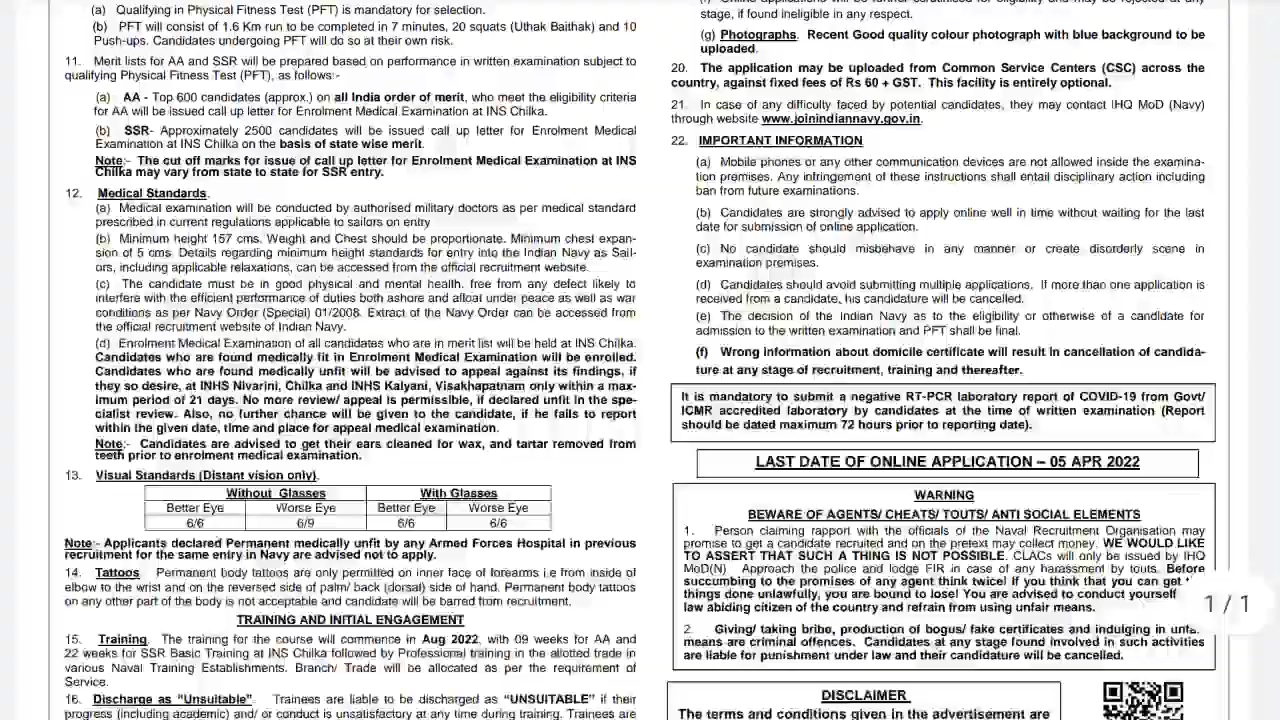 (a) Qualifying in Physical Fitness Test (PFT) is mandatory for selection.
(b) PFT will consist of 1.6 Km run to be completed in 7 minutes, 20 squats (Uthak Baithak) and 10
Push-ups. Candidates undergoing PFT will do so at their own risk.
11. Merit lists for AA and SSR will be prepared based on performance in written examination subject to
qualifying Physical Fitness Test (PFT), as follows:-
(a) AA - Top 600 candidates (approx.) on all India order of merit, who meet the eligibility criteria
for AA will be issued call up letter for Enrolment Medical Examination at INS Chilka.
(b) SSR- Approximately 2500 candidates will be issued call up letter for Enrolment Medical
Examination at INS Chilka on the basis of state wise merit.
Note:- The cut off marks for issue of call up letter for Enrolment Medical Examination at INS
Chilka may vary from state to state for SSR entry.
12. Medical Standards.
(a) Medical examination will be conducted by authorised military doctors as per medical standard
prescribed in current regulations applicable to sailors on entry
(b) Minimum height 157 cms. Weight and Chest should be proportionate. Minimum chest expan-
sion of 5 cms. Details regarding minimum height standards for entry into the Indian Navy as Sail-
ors, including applicable relaxations, can be accessed from the official recruitment website.
(c) The candidate must be in good physical and mental health, free from any defect likely to
interfere with the efficient performance of duties both ashore and afloat under peace as well as war
conditions as per Navy Order (Special) 01/2008. Extract of the Navy Order can be accessed from
the official recruitment website of Indian Navy.
(d) Enrolment Medical Examination of all candidates who are in merit list will be held at INS Chilka.
Candidates who are found medically fit in Enrolment Medical Examination will be enrolled.
Candidates who are found medically unfit will be advised to appeal against its findings, if
they so desire, at INHS Nivarini, Chilka and INHS Kalyani, Visakhapatnam only within a max-
imum period of 21 days. No more review/ appeal is permissible, if declared unfit in the spe-
cialist review. Also, no further chance will be given to the candidate, if he fails to report
within the given date, time and place for appeal medical examination.
Note:- Candidates are advised to get their ears cleaned for wax, and tartar removed from
teeth prior to enrolment medical examination.
13. Visual Standards (Distant vision only).
Without Glasses With Glasses
Better Eye Worse Eye Better Eye Worse Eye
6/6 6/9 6/6 6/6
Note:- Applicants declared Permanent medically unfit by any Armed Forces Hospital in previous
recruitment for the same entry in Navy are advised not to apply.
14. Tattoos Permanent body tattoos are only permitted on inner face of forearms i.e from inside of
elbow to the wrist and on the reversed side of palm/ back (dorsal) side of hand. Permanent body tattoos
on any other part of the body is not acceptable and candidate will be barred from recruitment.
TRAINING AND INITIAL ENGAGEMENT
15. Training. The training for the course will commence in Aug 2022, with 09 weeks for AA and
22 weeks for SSR Basic Training at INS Chilka followed by Professional training in the allotted trade in
various Naval Training Establishments. Branch/ Trade will be allocated as per the requirement of
Service.
16. Discharge as "Unsuitable". Trainees are liable to be discharged as "UNSUITABLE" if their
progress (including academic) and/ or conduct is unsatisfactory at any time during training. Trainees are
stage, if found ineligible in any respect.
(g) Photographs. Recent Good quality colour photograph with blue background to be
uploaded.
20. The application may be uploaded from Common Service Centers (CSC) across the
country, against fixed fees of Rs 60 + GST. This facility is entirely optional.
21. In case of any difficulty faced by potential candidates, they may contact IHQ MoD (Navy)
through website www.joinindiannavy.gov.in.
22. IMPORTANT INFORMATION
(a) Mobile phones or any other communication devices are not allowed inside the examina-
tion premises. Any infringement of these instructions shall entail disciplinary action including
ban from future examinations.
(b) Candidates are strongly advised to apply online well in time without waiting for the last
date for submission of online application.
(c) No candidate should misbehave in any manner or create disorderly scene in
examination premises.
(d) Candidates should avoid submitting multiple applications. If more than one application is
received from a candidate, his candidature will be cancelled.
(e) The decision of the Indian Navy as to the eligibility or otherwise of a candidate for
admission to the written examination and PFT shall be final.
(f) Wrong information about domicile certificate will result in cancellation of candida-
ture at any stage of recruitment, training and thereafter.
It is mandatory to submit a negative RT-PCR laboratory report of COVID-19 from Govt/
ICMR accredited laboratory by candidates at the time of written examination (Report
should be dated maximum 72 hours prior to reporting date).
LAST DATE OF ONLINE APPLICATION – 05 APR 2022
WARNING
BEWARE OF AGENTS/ CHEATS/ TOUTS/ ANTI SOCIAL ELEMENTS
1. Person claiming rapport with the officials of the Naval Recruitment Organisation may
promise to get a candidate recruited and on the pretext may collect money. WE WOULD LIKE
TO ASSERT THAT SUCH A THING IS NOT POSSIBLE. CLACs will only be issued by IHQ
MoD(N). Approach the police and lodge FIR in case of any harassment by touts. Before
succumbing to the promises of any agent think twice! If you think that you can get
things done unlawfully, you are bound to lose! You are advised to conduct yourself
law abiding citizen of the country and refrain from using unfair means.
2. Giving/ taking bribe, production of bogus/ fake certificates and indulging in
means are criminal offences. Candidates at any stage found involved in such activities
are liable for punishment under law and their candidature will be cancelled.
1 / 1
DISCLAIMER
The terms and conditions given in the advertisement are